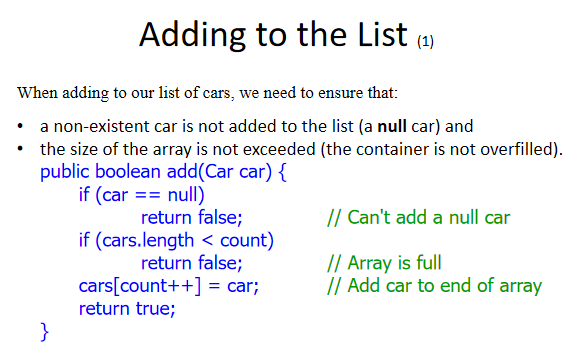 Adding to the List (1)
When adding to our list of cars, we need to ensure that:
• a non-existent car is not added to the list (a null car) and
• the size of the array is not exceeded (the container is not overfilled).
public boolean add(Car car) {
if (car == null)
return false; // Can't add a null car
if (cars.length < count)
return false; // Array is full
cars[count++] = car; // Add car to end of array
return true;
}